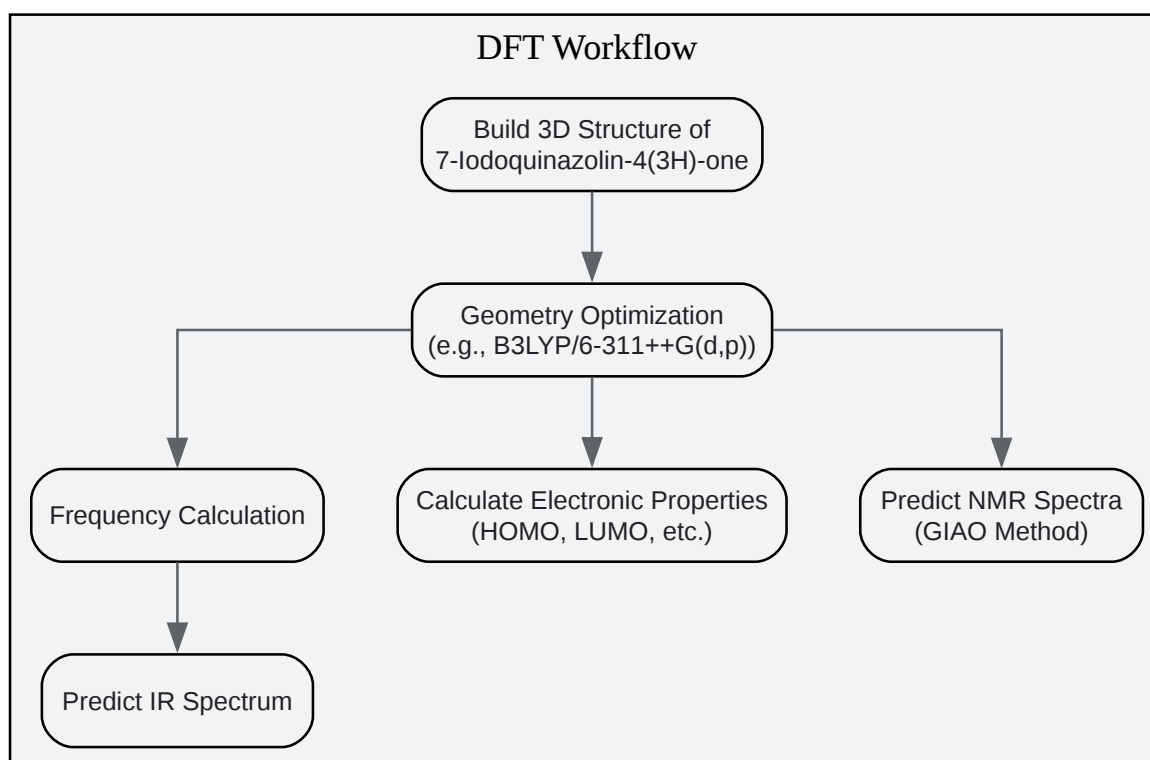 DFT Workflow
Build 3D Structure of
7-Iodoquinazolin-4(3H)-one
Geometry Optimization
(e.g., B3LYP/6-311++G(d,p))
Frequency Calculation
Calculate Electronic Properties
(HOMO, LUMO, etc.)
Predict NMR Spectra
(GIAO Method)
Predict IR Spectrum